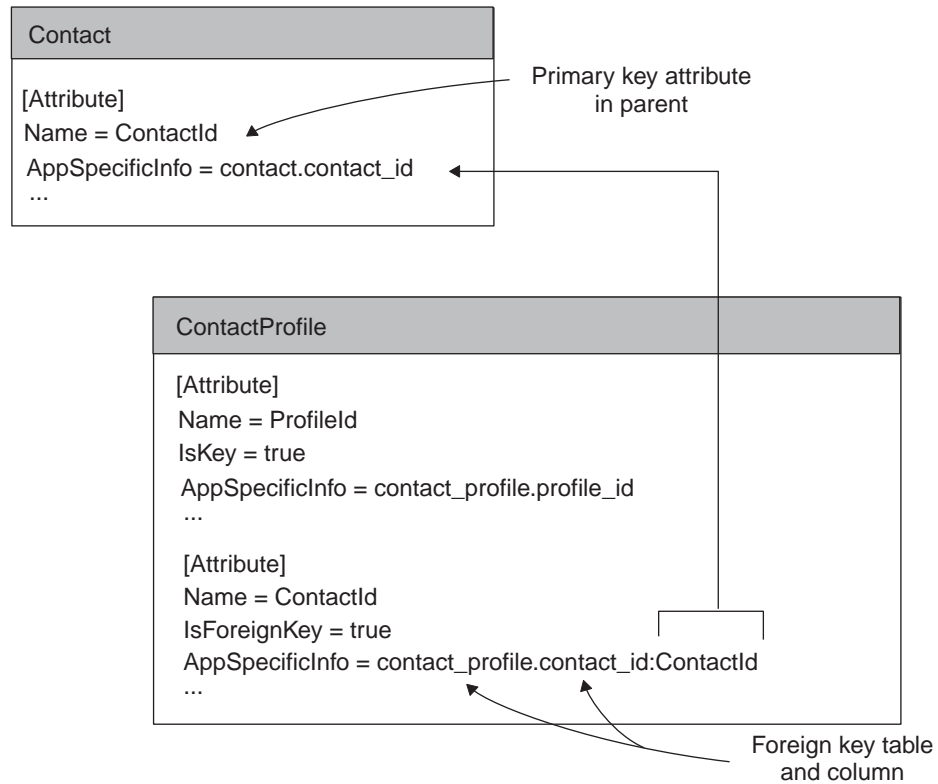 Contact
[Attribute]
Name = ContactId
AppSpecificInfo = contact.contact_id
...
Primary key attribute
in parent
ContactProfile
[Attribute]
Name = ProfileId
IsKey = true
AppSpecificInfo = contact_profile.profile_id
...
[Attribute]
Name = ContactId
IsForeignKey = true
AppSpecificInfo = contact_profile.contact_id:ContactId
...
Foreign key table
and column